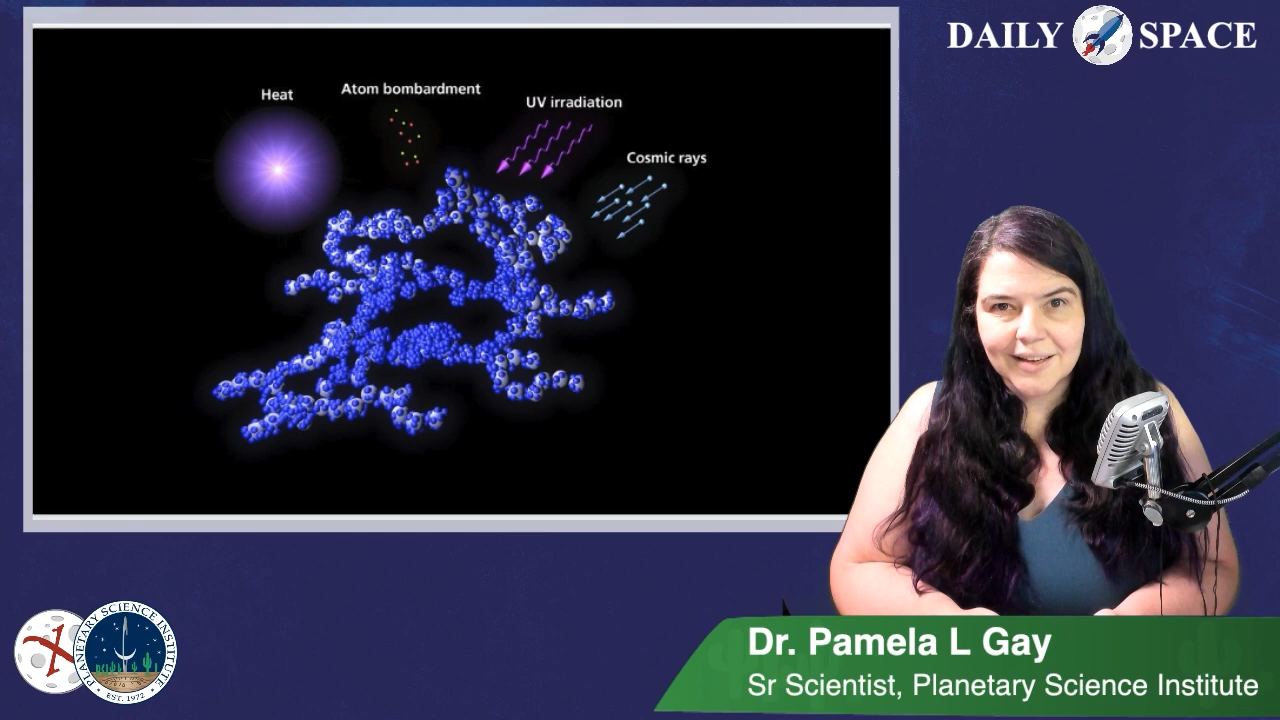 DAILY SPACE
Heat
Atom bombardment
UV irradiation
Cosmic rays
PLANETARY SCIENCE INSTITUTE
EST. 1972
Dr. Pamela L Gay
Sr Scientist, Planetary Science Institute